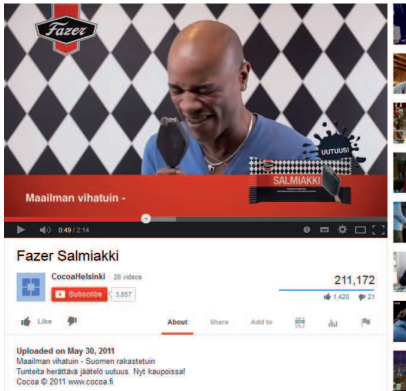 Fazer
UUTUUS!
SALMIAKKI
Maailman vihatuin -
0:49 / 2:14
Fazer Salmiakki
CocoaHelsinki · 28 videos
Subscribe 3,867
211,172
1,420 21
Like
About Share Add to
Uploaded on May 30, 2011
Maailman vihatuin - Suomen rakastetuin
Tunteita herättävä jäätelö uutuus. Nyt kaupoissa!
Cocoa © 2011 www.cocoa.fi